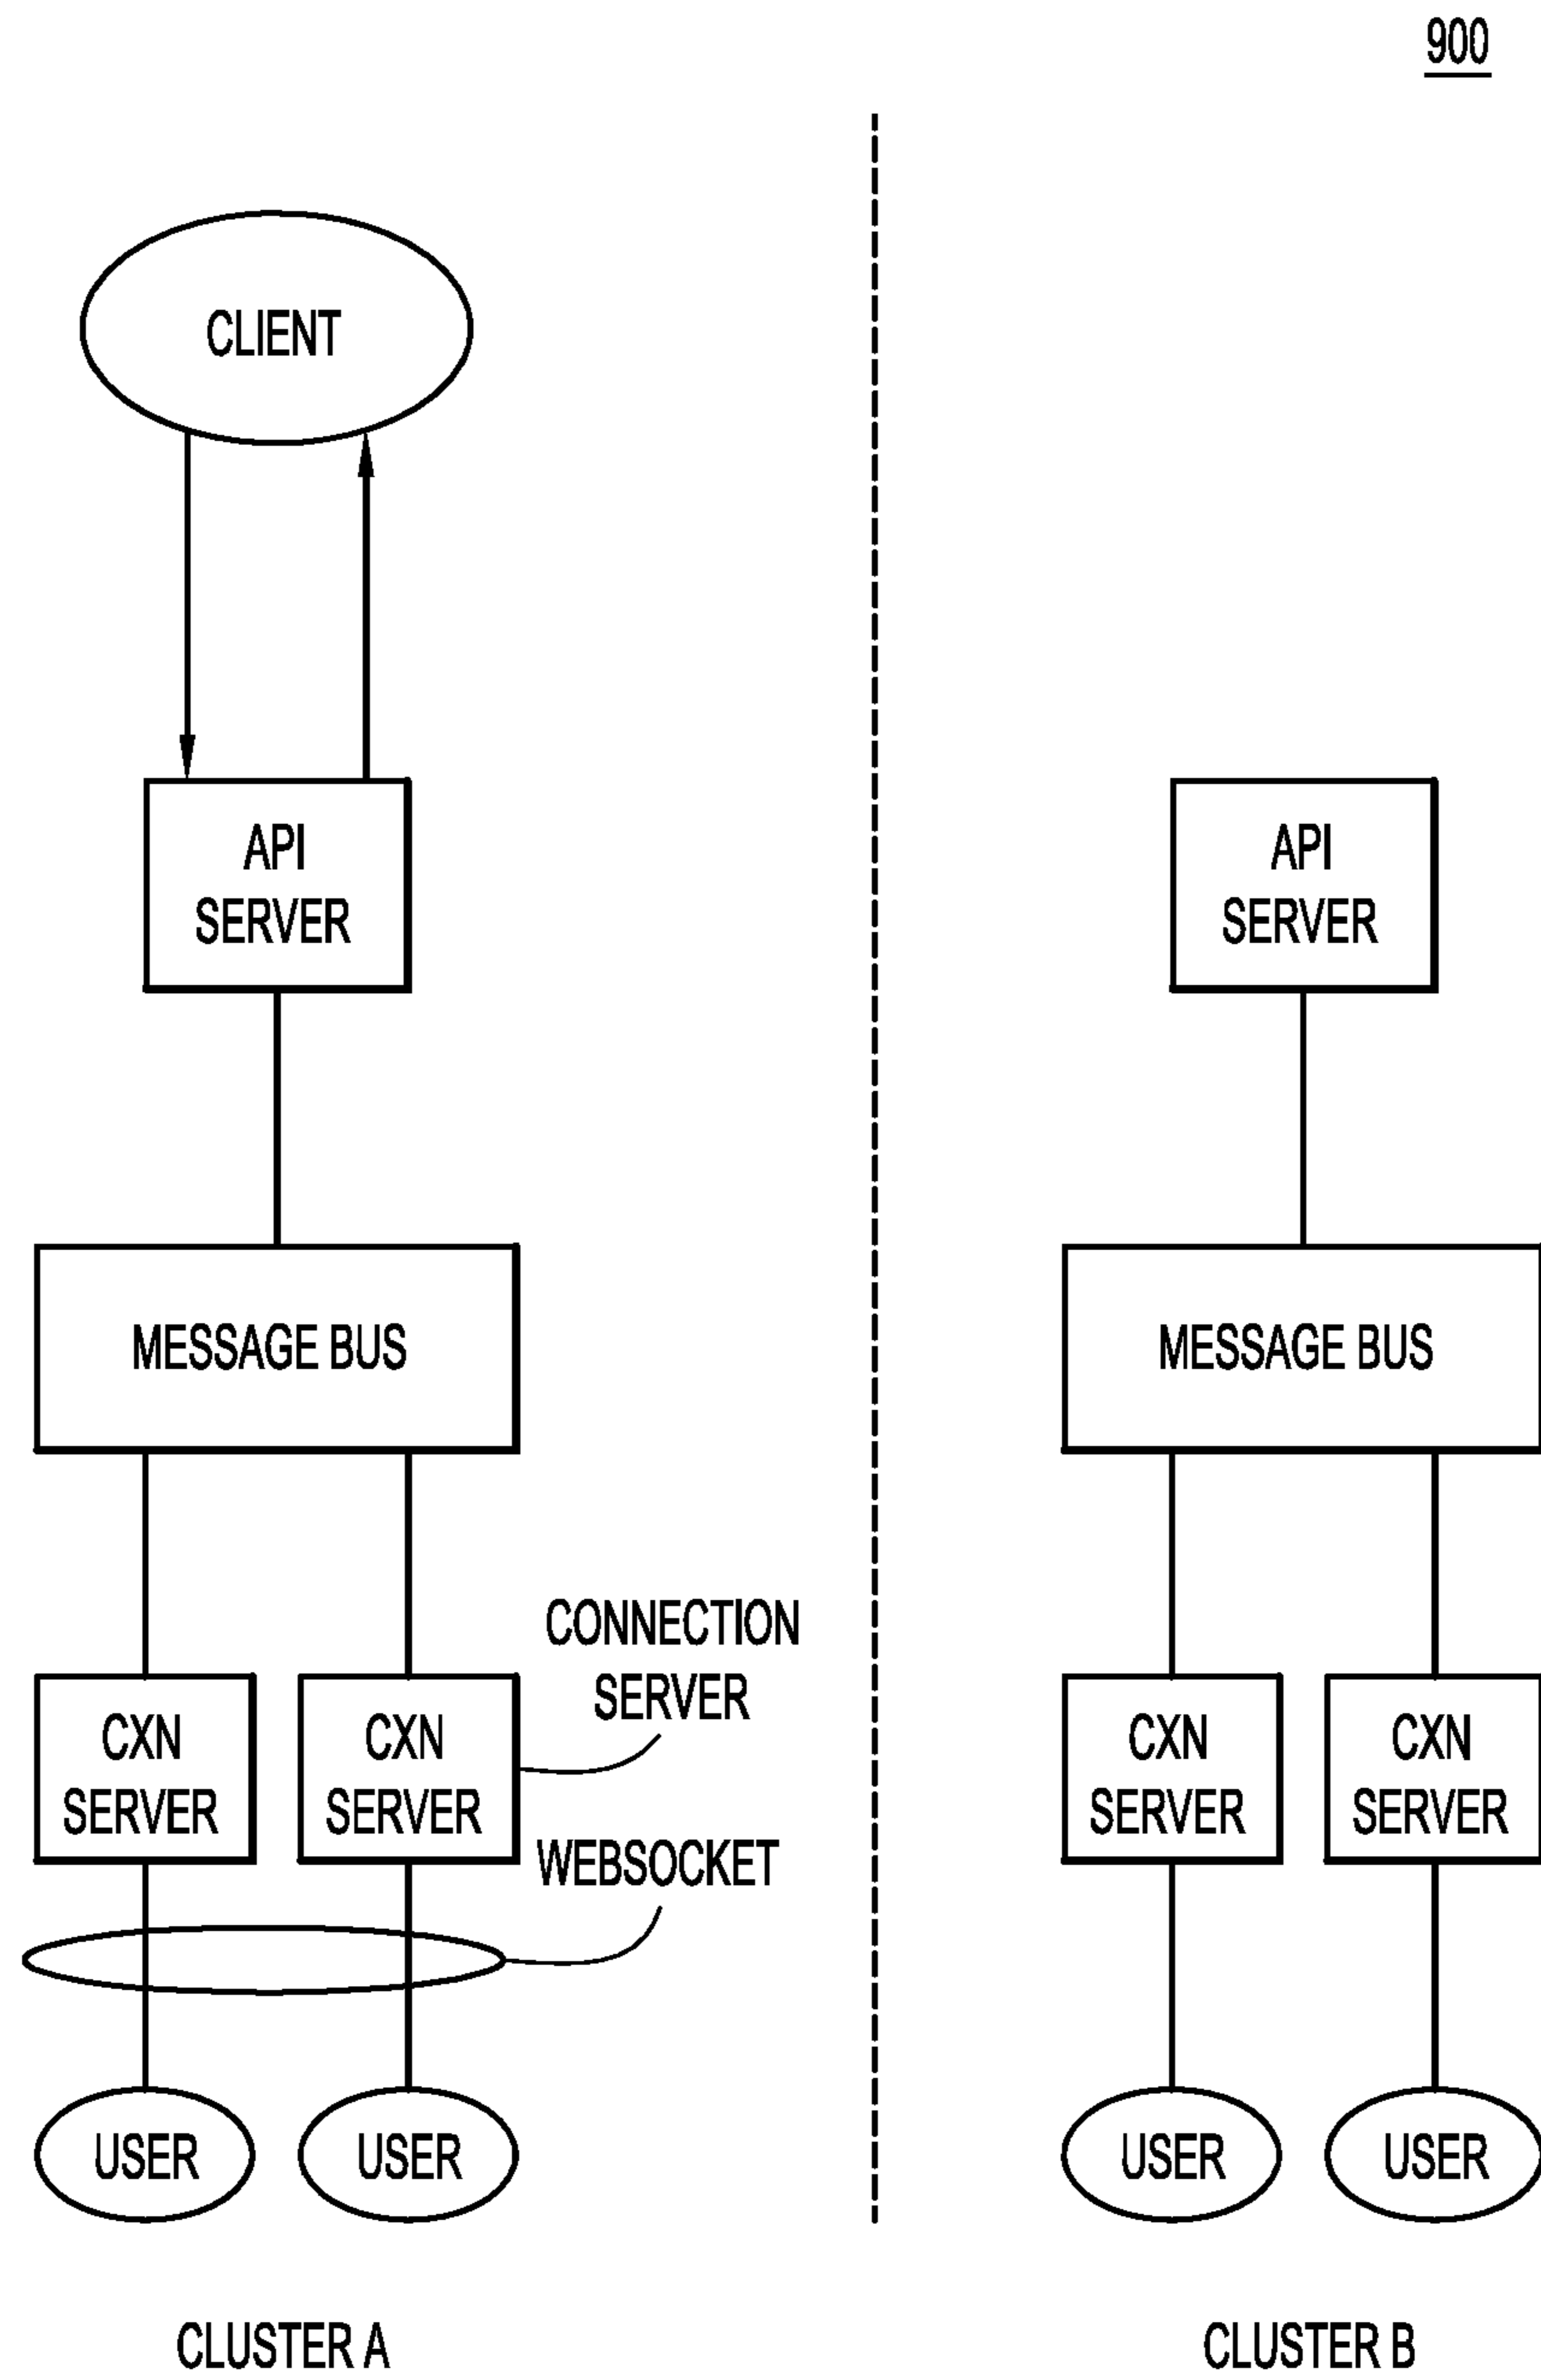 900
CLIENT
API
SERVER
API
SERVER
MESSAGE BUS
MESSAGE BUS
CONNECTION
SERVER
CXN
SERVER
CXN
SERVER
CXN
SERVER
CXN
SERVER
WEBSOCKET
USER
USER
USER
USER
CLUSTER A
CLUSTER B